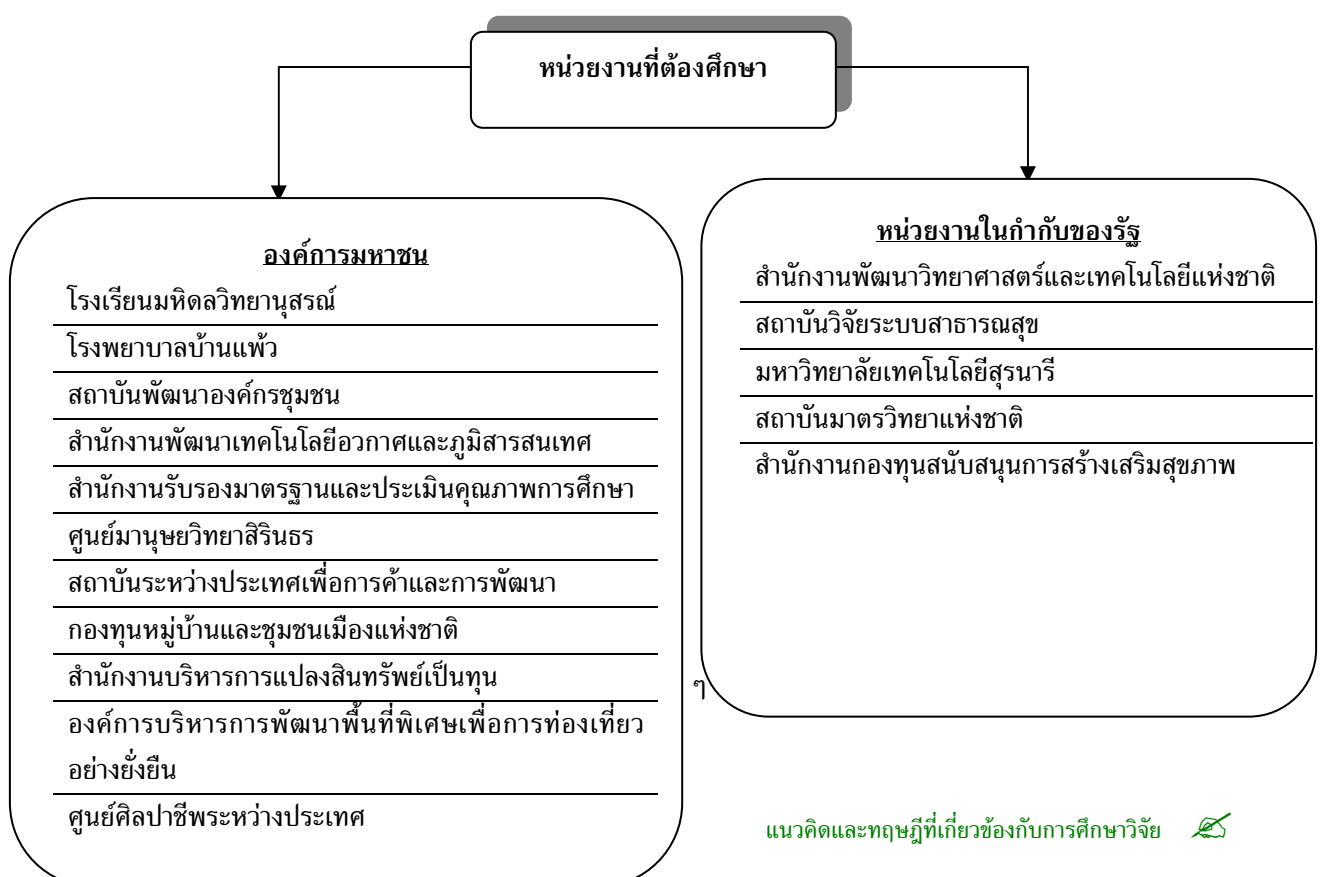 หน่วยงานที่ต้องศึกษา
องค์การมหาชน
โรงเรียนมหิดลวิทยานุสรณ์
โรงพยาบาลบ้านแพ้ว
สถาบันพัฒนาองค์กรชุมชน
สำนักงานพัฒนาเทคโนโลยีอวกาศและภูมิสารสนเทศ
สำนักงานรับรองมาตรฐานและประเมินคุณภาพการศึกษา
ศูนย์มานุษยวิทยาสิรินธร
สถาบันระหว่างประเทศเพื่อการค้าและการพัฒนา
กองทุนหมู่บ้านและชุมชนเมืองแห่งชาติ
สำนักงานบริหารการแปลงสินทรัพย์เป็นทุน
องค์การบริหารการพัฒนาพื้นที่พิเศษเพื่อการท่องเที่ยว
อย่างยั่งยืน
ศูนย์ศิลปาชีพระหว่างประเทศ
หน่วยงานในกำกับของรัฐ
สำนักงานพัฒนาวิทยาศาสตร์และเทคโนโลยีแห่งชาติ
สถาบันวิจัยระบบสาธารณสุข
มหาวิทยาลัยเทคโนโลยีสุรนารี
สถาบันมาตรวิทยาแห่งชาติ
สำนักงานกองทุนสนับสนุนการสร้างเสริมสุขภาพ
ๆ
แนวคิดและทฤษฎีที่เกี่ยวข้องกับการศึกษาวิจัย